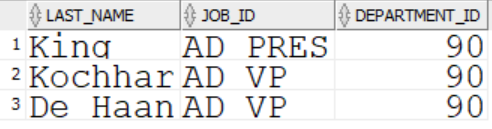 LAST_NAME JOB_ID DEPARTMENT_ID
1 King AD_PRES 90
2 Kochhar AD_VP 90
3 De Haan AD_VP 90